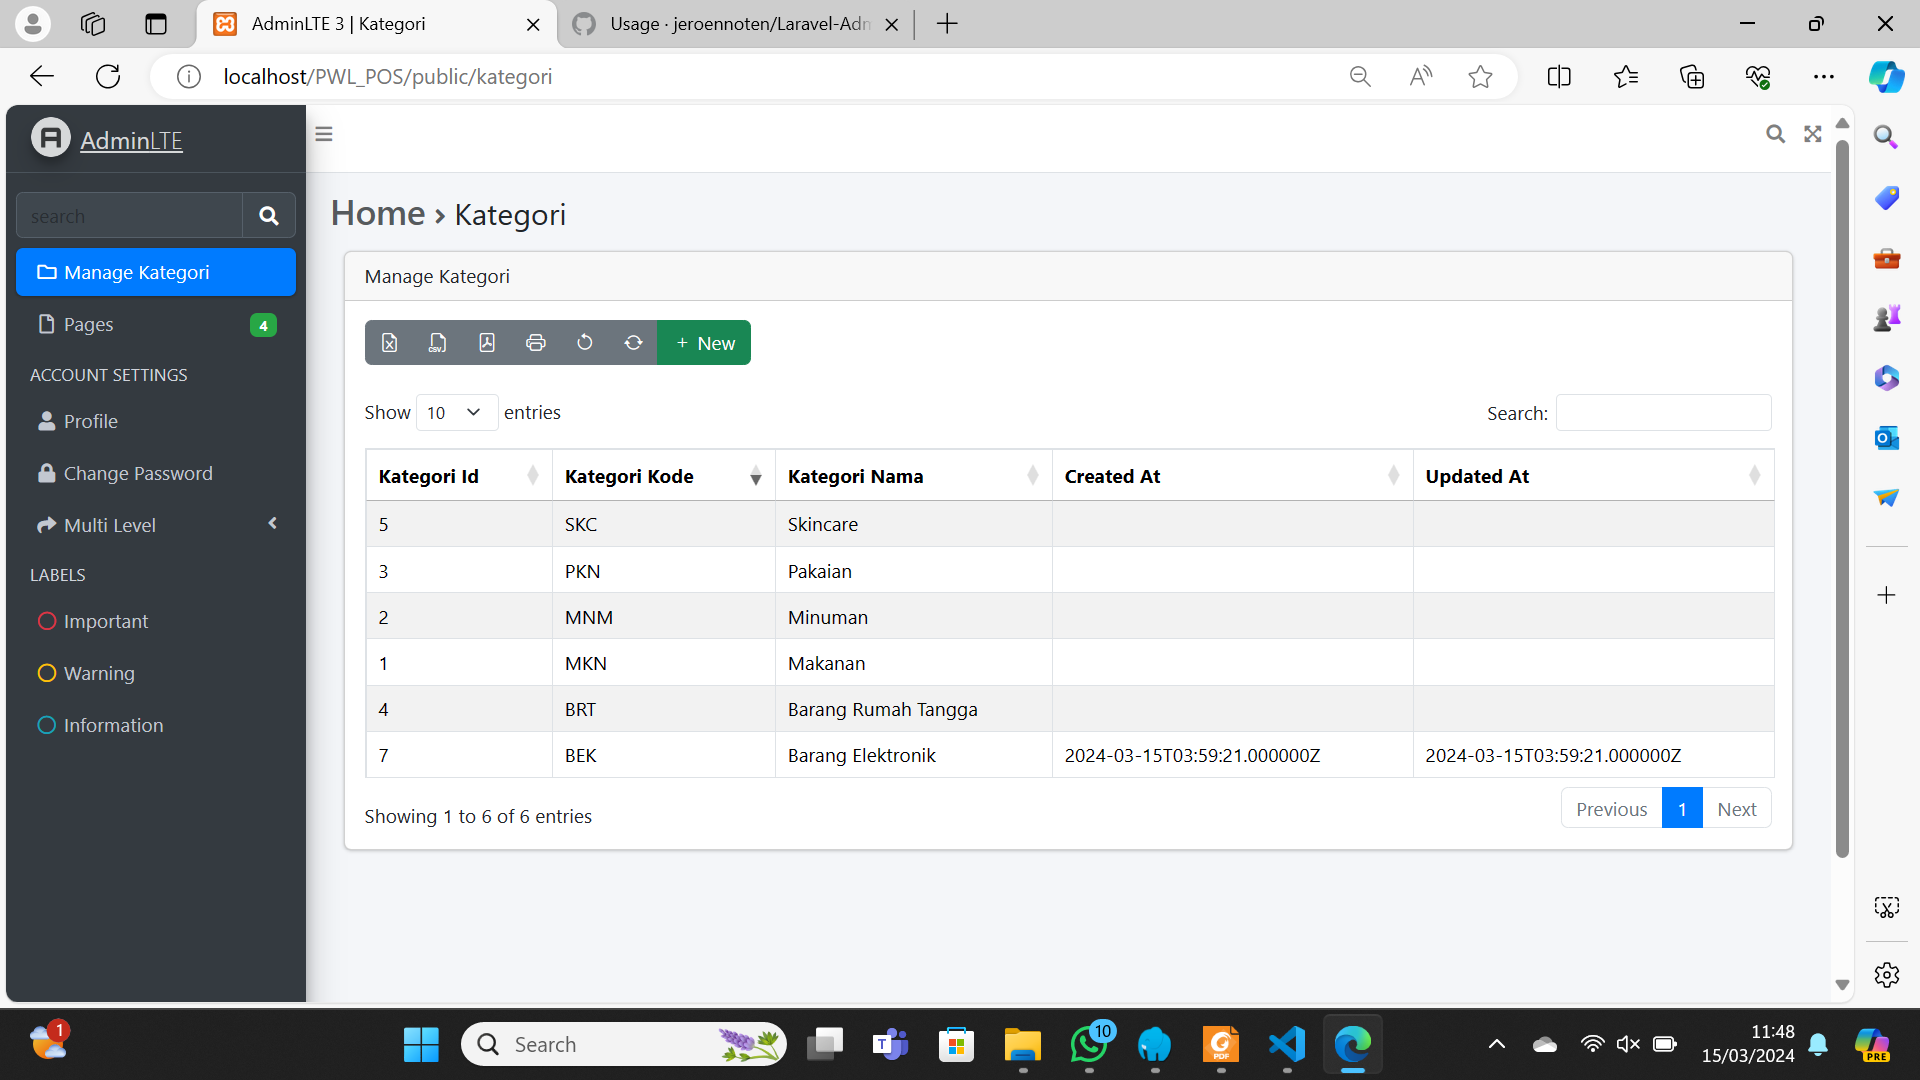 AdminLTE 3 | Kategori
Usage · jeroennoten/Laravel-Adn
localhost/PWL_POS/public/kategori
AdminLTE
search
Manage Kategori
Pages
4
ACCOUNT SETTINGS
Profile
Change Password
Multi Level
LABELS
Important
Warning
Information
Home › Kategori
Manage Kategori
CSV
+ New
Show 10 entries
Search:
Kategori Id Kategori Kode Kategori Nama Created At Updated At
5 SKC Skincare
3 PKN Pakaian
2 MNM Minuman
1 MKN Makanan
4 BRT Barang Rumah Tangga
7 BEK Barang Elektronik 2024-03-15T03:59:21.000000Z 2024-03-15T03:59:21.000000Z
Showing 1 to 6 of 6 entries
Previous 1 Next
1
Search
10
PDF
11:48
15/03/2024
PRE